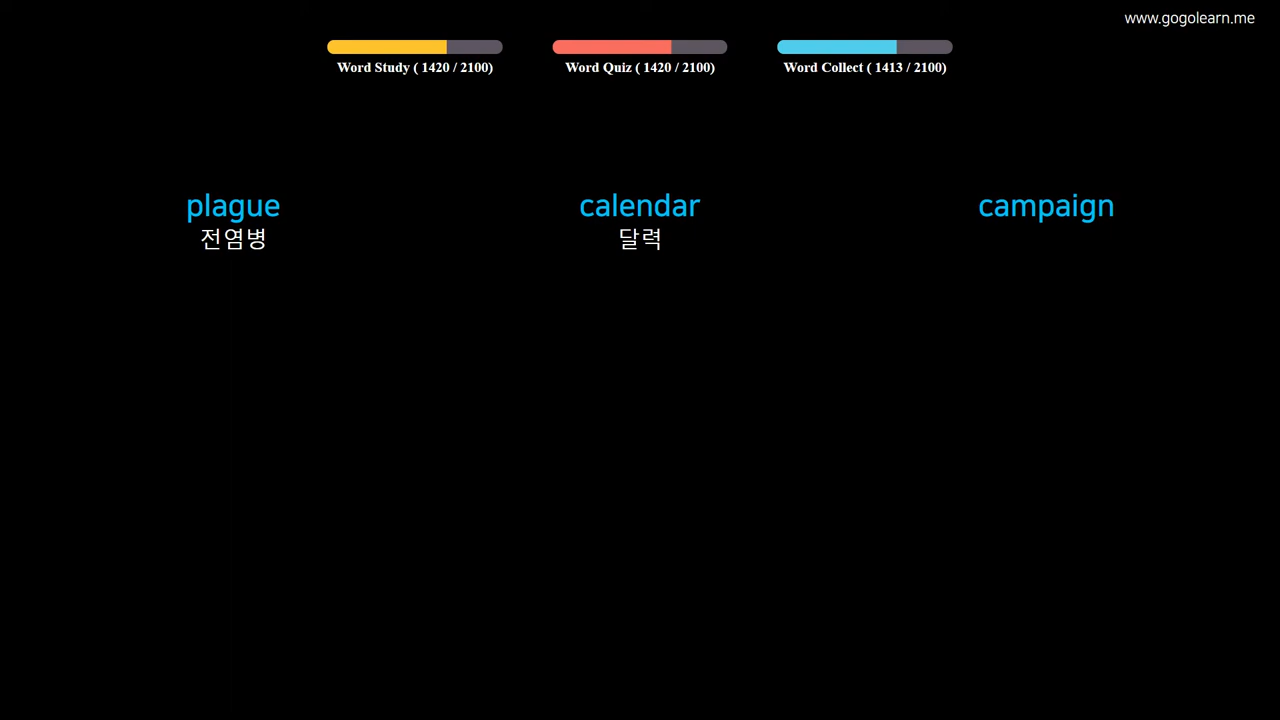 www.gogolearn.me
Word Study ( 1420 / 2100)
Word Quiz ( 1420 / 2100)
Word Collect ( 1413 / 2100)
plague
전염병
calendar
달력
campaign